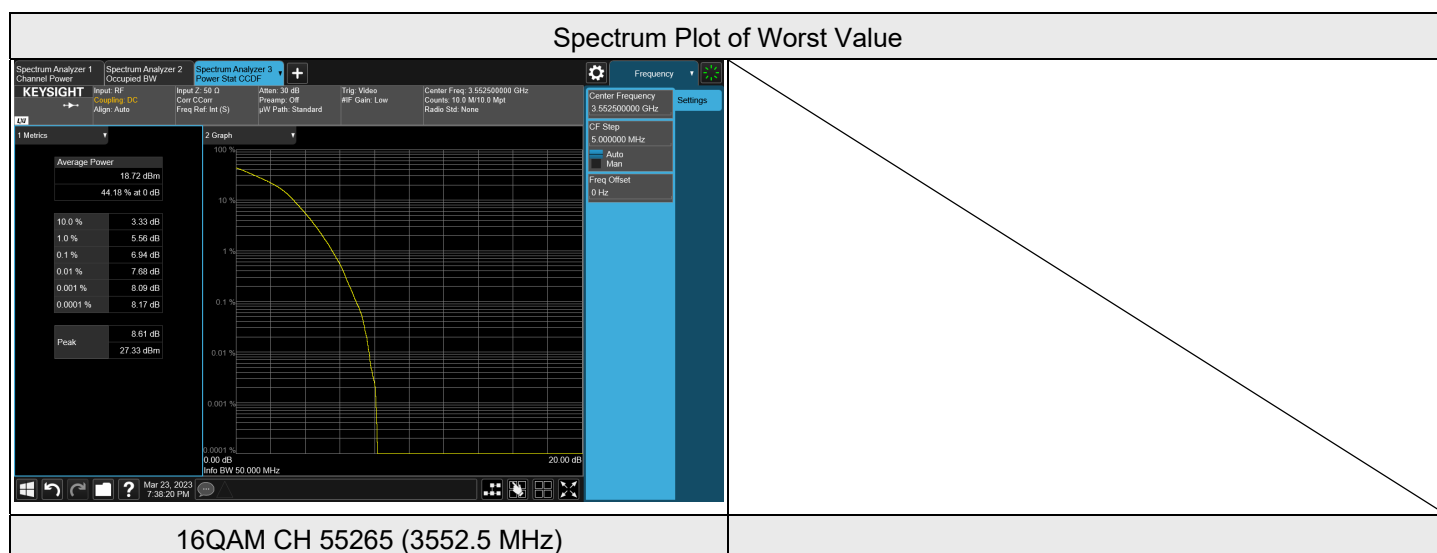 Spectrum Plot of Worst Value
Spectrum Analyzer 1
Channel Power
Spectrum Analyzer 2
Occupied BW
Spectrum Analyzer 3
Power Stat CCDF
Frequency
KEYSIGHT
LXI
Input: RF
Coupling: DC
Align: Auto
Input Z: 50 Ω
Corr CCorr
Freq Ref: Int (S)
Atten: 30 dB
Preamp: Off
µW Path: Standard
Trig: Video
#IF Gain: Low
Center Freq: 3.552500000 GHz
Counts: 10.0 M/10.0 Mpt
Radio Std: None
Center Frequency
3.552500000 GHz
Settings
CF Step
5.000000 MHz
Auto
Man
Freq Offset
0 Hz
1 Metrics
Average Power
18.72 dBm
44.18 % at 0 dB
10.0 % 3.33 dB
1.0 % 5.56 dB
0.1 % 6.94 dB
0.01 % 7.68 dB
0.001 % 8.09 dB
0.0001 % 8.17 dB
Peak
8.61 dB
27.33 dBm
2 Graph
100 %
10 %
1 %
0.1 %
0.01 %
0.001 %
0.0001 %
0.00 dB 20.00 dB
Info BW 50.000 MHz
?
Mar 23, 2023
7:38:20 PM
16QAM CH 55265 (3552.5 MHz)